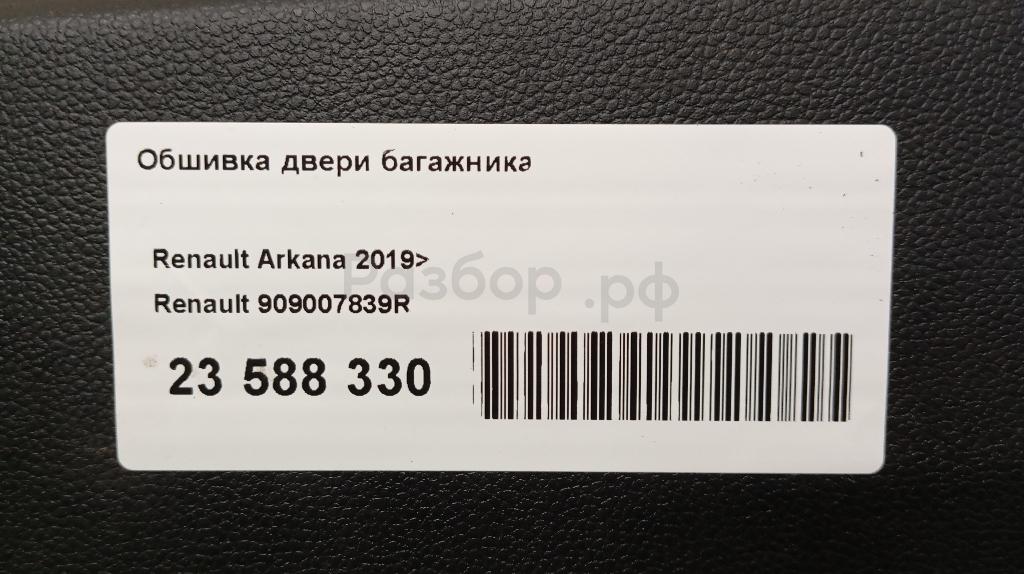 Обшивка двери багажника
Renault Arkana 2019>
Разбор.рф
Renault 909007839R
23 588 330